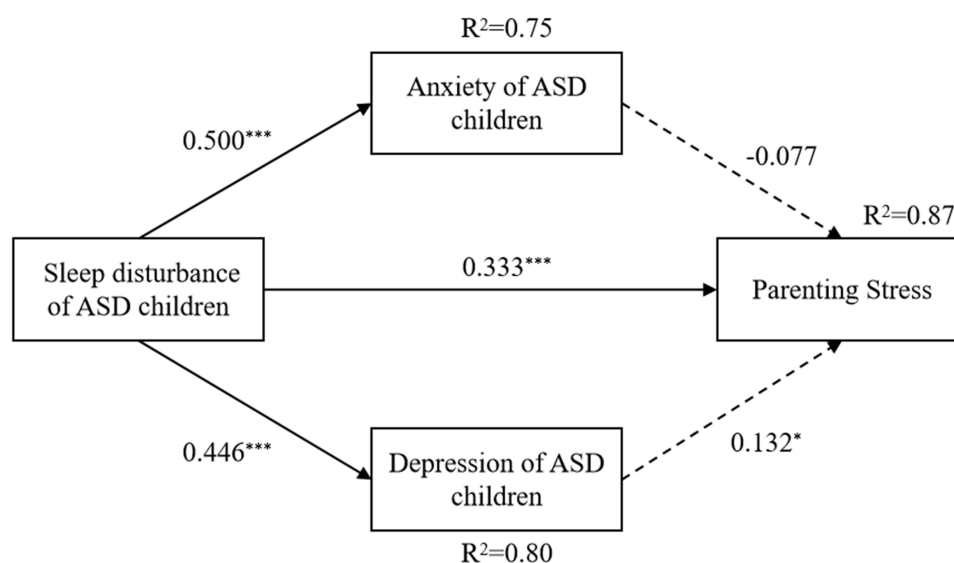 R²=0.75
Anxiety of ASD
children
0.500***
-0.077
R²=0.87
Sleep disturbance
of ASD children
0.333***
Parenting Stress
0.446***
Depression of ASD
children
0.132*
R²=0.80